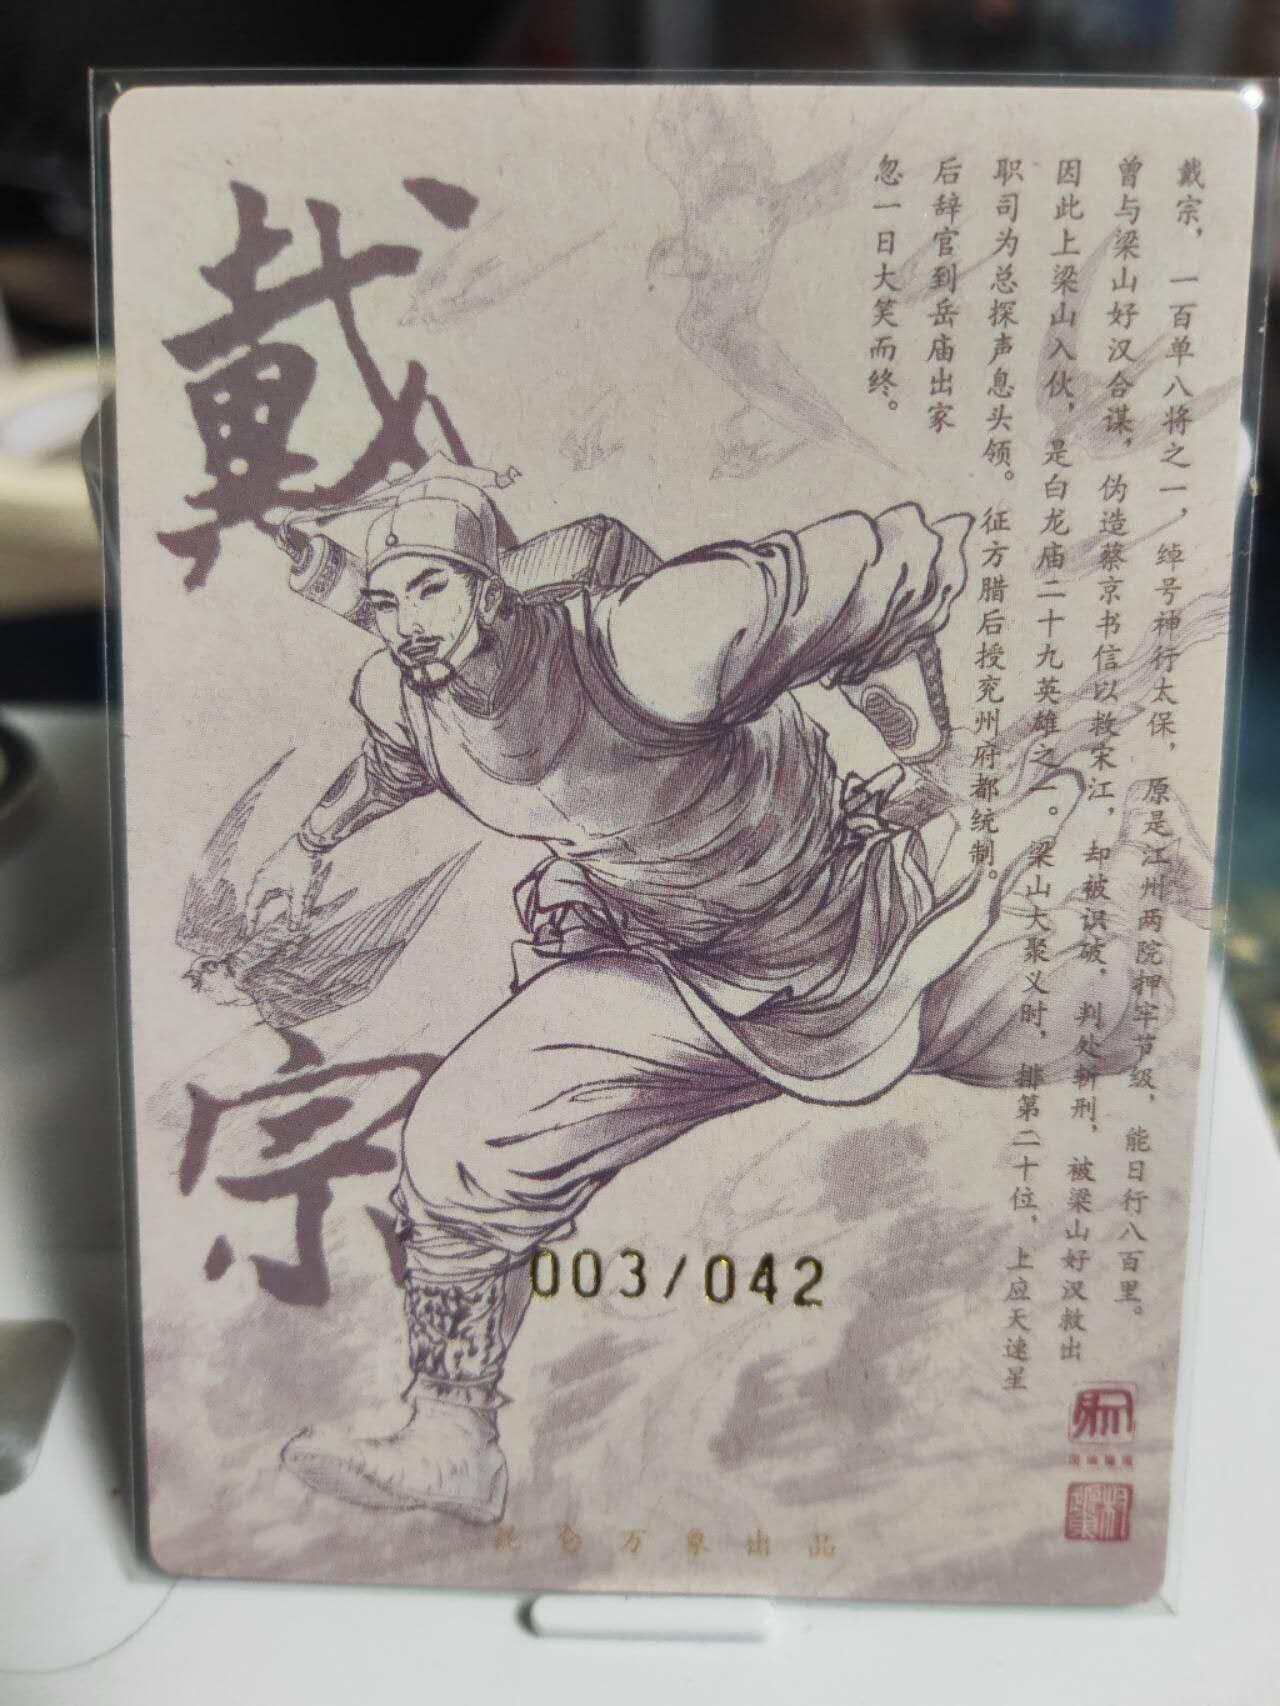 戴宗
戴宗，一百单八将之一，绰号神行太保，原是江州两院押牢节级，能日行八百里。
曾与梁山好汉合谋，伪造蔡京书信以救宋江，却被识破，判处斩刑，被梁山好汉救出
因此上梁山入伙，是白龙庙二十九英雄之一。梁山大聚义时，排第二十位，上应天速星
职司为总探声息头领。征方腊后授兖州府都统制。
后辞官到岳庙出家
忽一日大笑而终。
003/042
昆仑万象出品